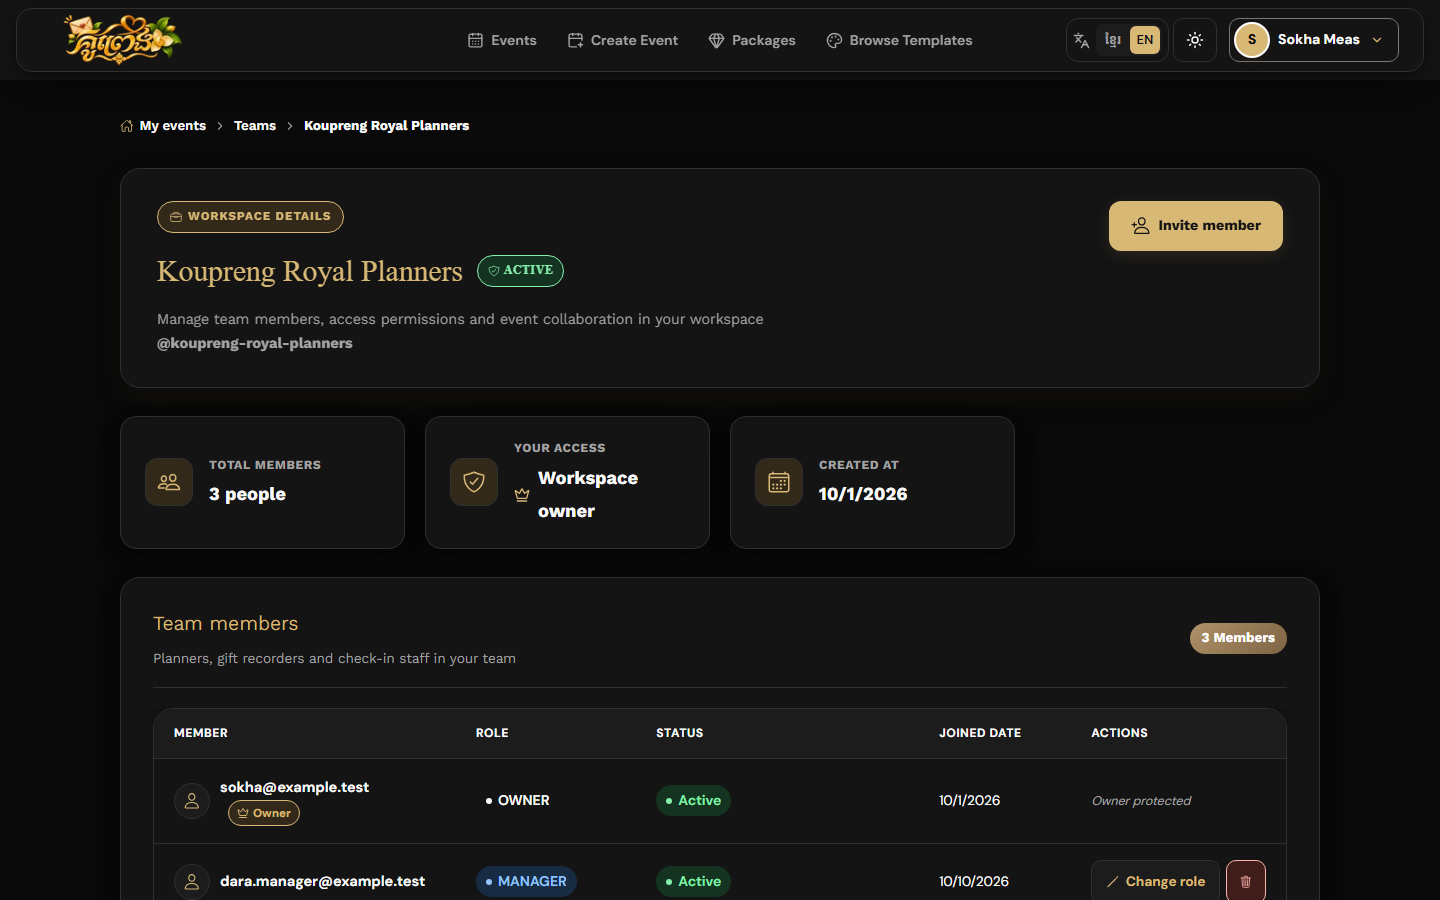 Events
Create Event
Packages
Browse Templates
ខ្មែរ
EN
S
Sokha Meas
My events > Teams > Koupreng Royal Planners
WORKSPACE DETAILS
Invite member
Koupreng Royal Planners
ACTIVE
Manage team members, access permissions and event collaboration in your workspace
@koupreng-royal-planners
TOTAL MEMBERS
3 people
YOUR ACCESS
Workspace
owner
CREATED AT
10/1/2026
Team members
Planners, gift recorders and check-in staff in your team
3 Members
MEMBER ROLE STATUS JOINED DATE ACTIONS
sokha@example.test
Owner
OWNER
Active
10/1/2026
Owner protected
dara.manager@example.test
MANAGER
Active
10/10/2026
Change role